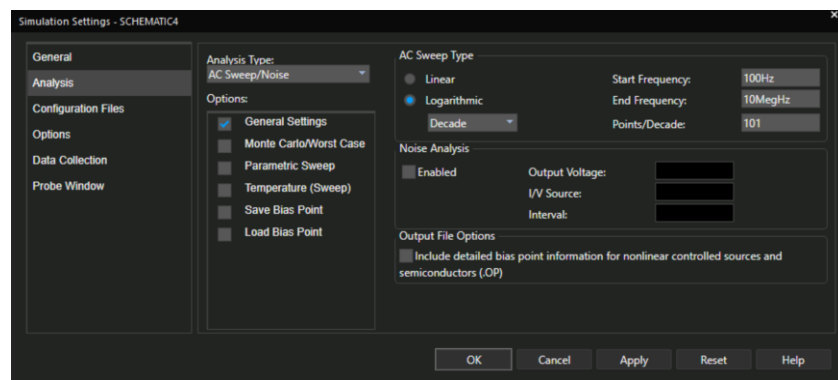 Simulation Settings - SCHEMATIC4
General
Analysis
Configuration Files
Options
Data Collection
Probe Window
Analysis Type:
AC Sweep/Noise
Options:
General Settings
Monte Carlo/Worst Case
Parametric Sweep
Temperature (Sweep)
Save Bias Point
Load Bias Point
AC Sweep Type
Linear
Logarithmic
Decade
Start Frequency: 100Hz
End Frequency: 10MegHz
Points/Decade: 101
Noise Analysis
Enabled
Output Voltage:
I/V Source:
Interval:
Output File Options
Include detailed bias point information for nonlinear controlled sources and
semiconductors (.OP)
OK Cancel Apply Reset Help